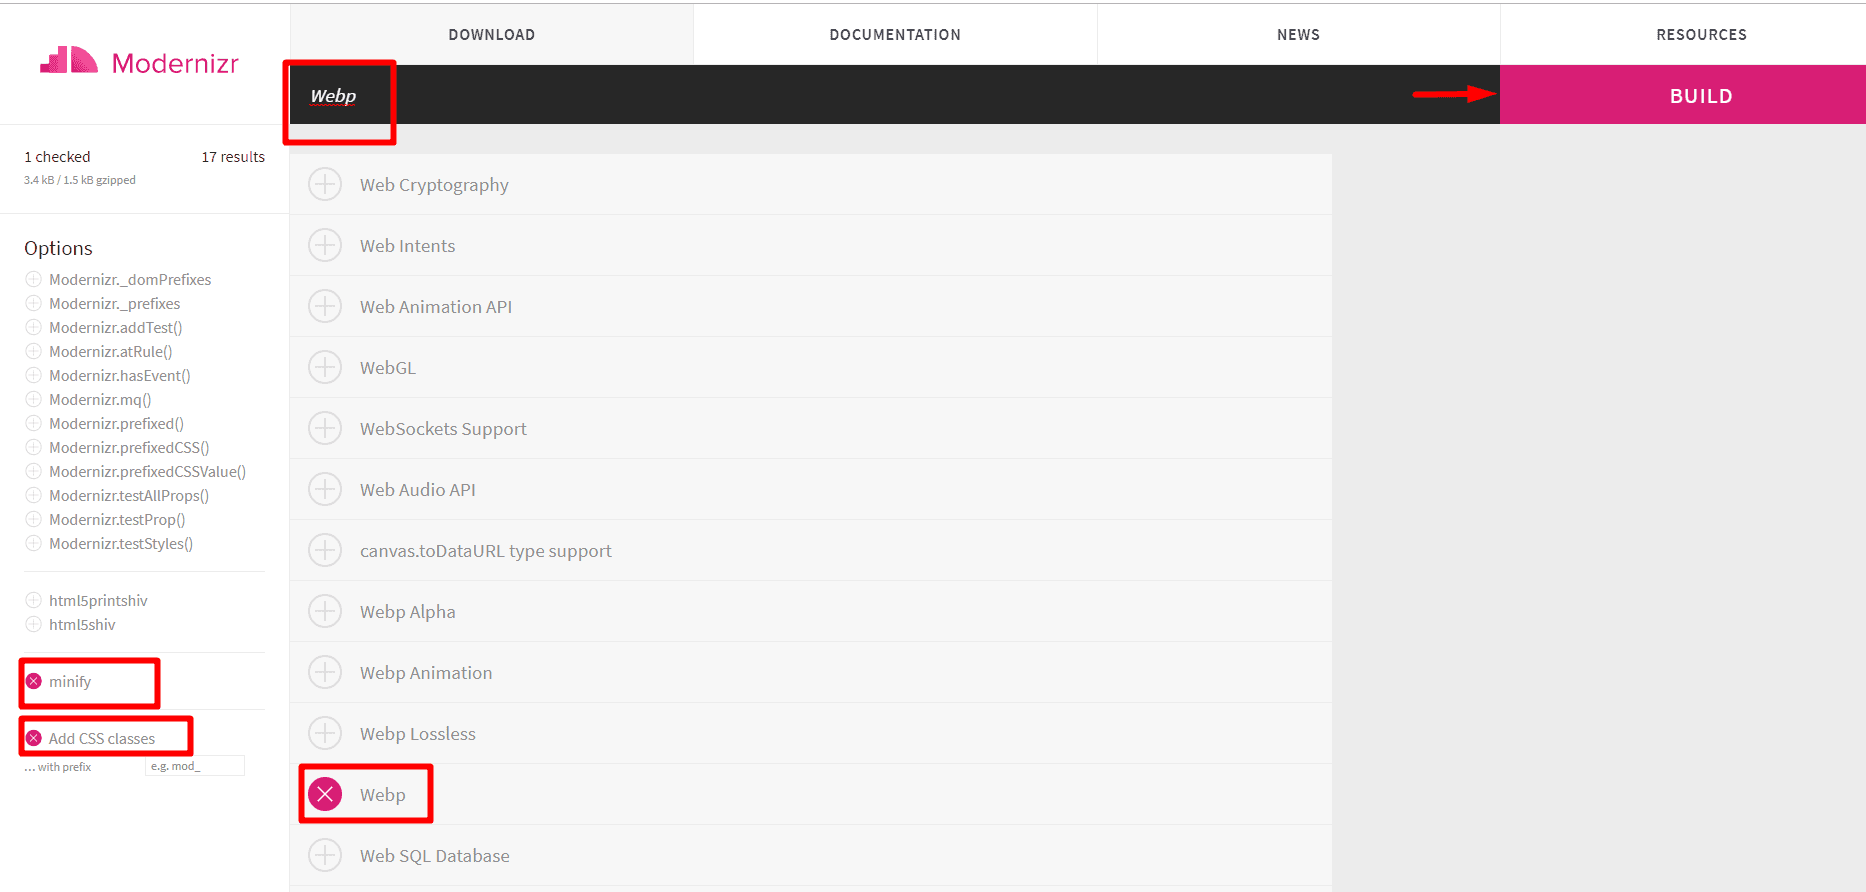 Modernizr
DOWNLOAD
DOCUMENTATION
NEWS
RESOURCES
Webp
BUILD
1 checked
17 results
3.4 kB / 1.5 kB gzipped
Options
Modernizr._domPrefixes
Modernizr._prefixes
Modernizr.addTest()
Modernizr.atRule()
Modernizr.hasEvent()
Modernizr.mq()
Modernizr.prefixed()
Modernizr.prefixedCSS()
Modernizr.prefixedCSSValue()
Modernizr.testAllProps()
Modernizr.testProp()
Modernizr.testStyles()
html5printshiv
html5shiv
minify
Add CSS classes
... with prefix
e.g. mod_
Web Cryptography
Web Intents
Web Animation API
WebGL
WebSockets Support
Web Audio API
canvas.toDataURL type support
Webp Alpha
Webp Animation
Webp Lossless
Webp
Web SQL Database